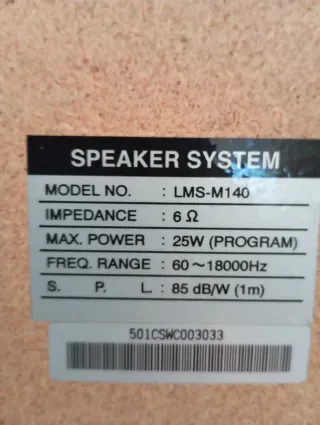 SPEAKER SYSTEM
MODEL NO. : LMS-M140
IMPEDANCE : 6 Ω
MAX. POWER : 25W (PROGRAM)
FREQ. RANGE : 60～18000Hz
S. P. L. : 85 dB/W (1m)
501CSWC003033